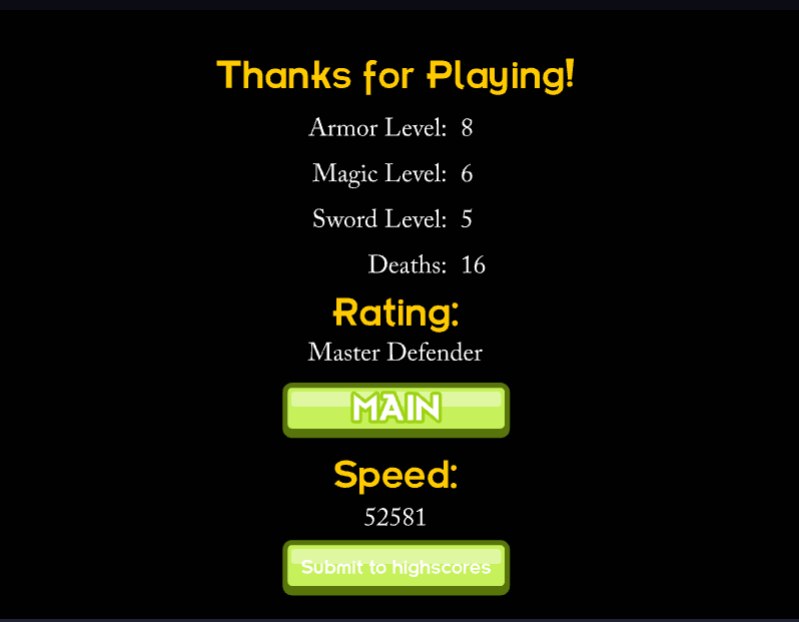 Thanks for Playing!
Armor Level: 8
Magic Level: 6
Sword Level: 5
Deaths: 16
Rating:
Master Defender
MAIN
Speed:
52581
Submit to highscores